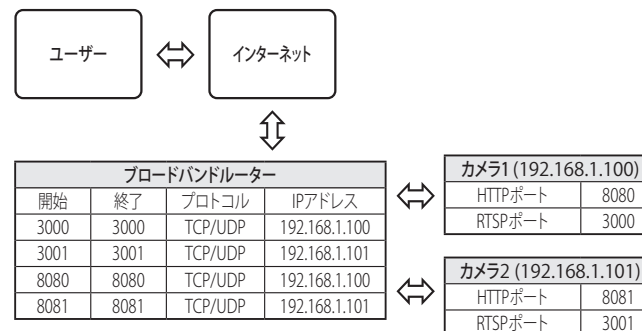 ユーザー
インターネット
ブロードバンドルーター
開始 終了 プロトコル IPアドレス
3000 3000 TCP/UDP 192.168.1.100
3001 3001 TCP/UDP 192.168.1.101
8080 8080 TCP/UDP 192.168.1.100
8081 8081 TCP/UDP 192.168.1.101
カメラ1 (192.168.1.100)
HTTPポート 8080
RTSPポート 3000
カメラ2 (192.168.1.101)
HTTPポート 8081
RTSPポート 3001